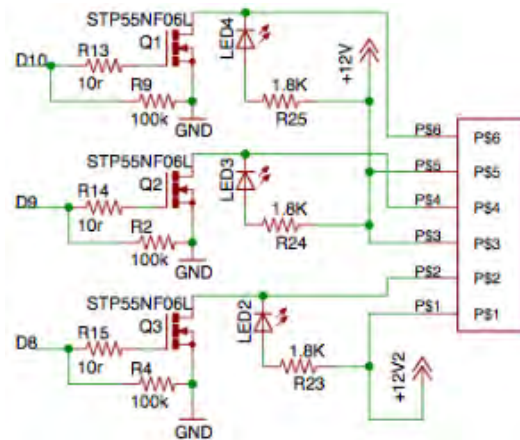 STP55NF06L
LED4
D10
R13
Q1
10r
R9
100k
GND
1.8K
R25
+12V
P$6
P$6
P$5
P$5
P$4
P$4
P$3
P$3
P$2
P$2
P$1
P$1
STP55NF06L
LED3
D9
R14
Q2
10r
R2
100k
GND
1.8K
R24
STP55NF06L
LED2
D8
R15
Q3
10r
R4
100k
GND
1.8K
R23
+12V2